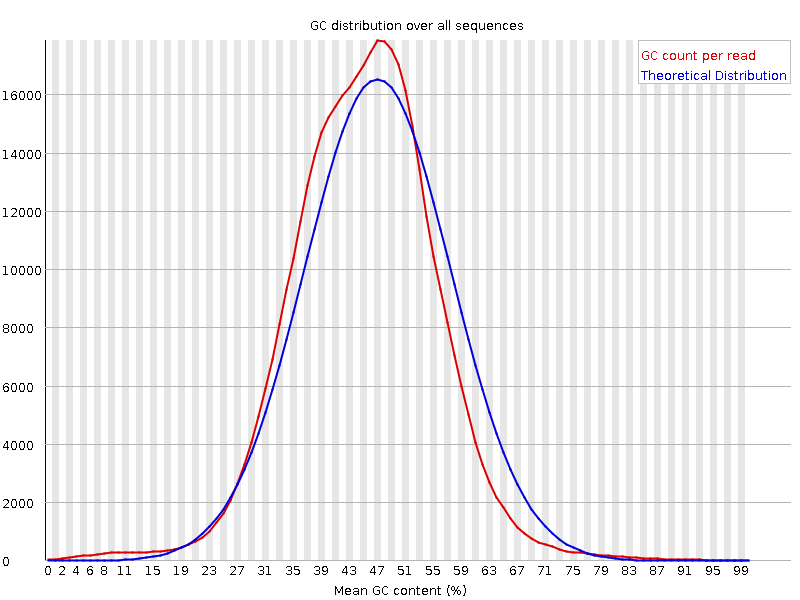 GC distribution over all sequences
GC count per read
Theoretical Distribution
16000
14000
12000
10000
8000
6000
4000
2000
0
0 2 4 6 8 11 15 19 23 27 31 35 39 43 47 51 55 59 63 67 71 75 79 83 87 91 95 99
Mean GC content (%)